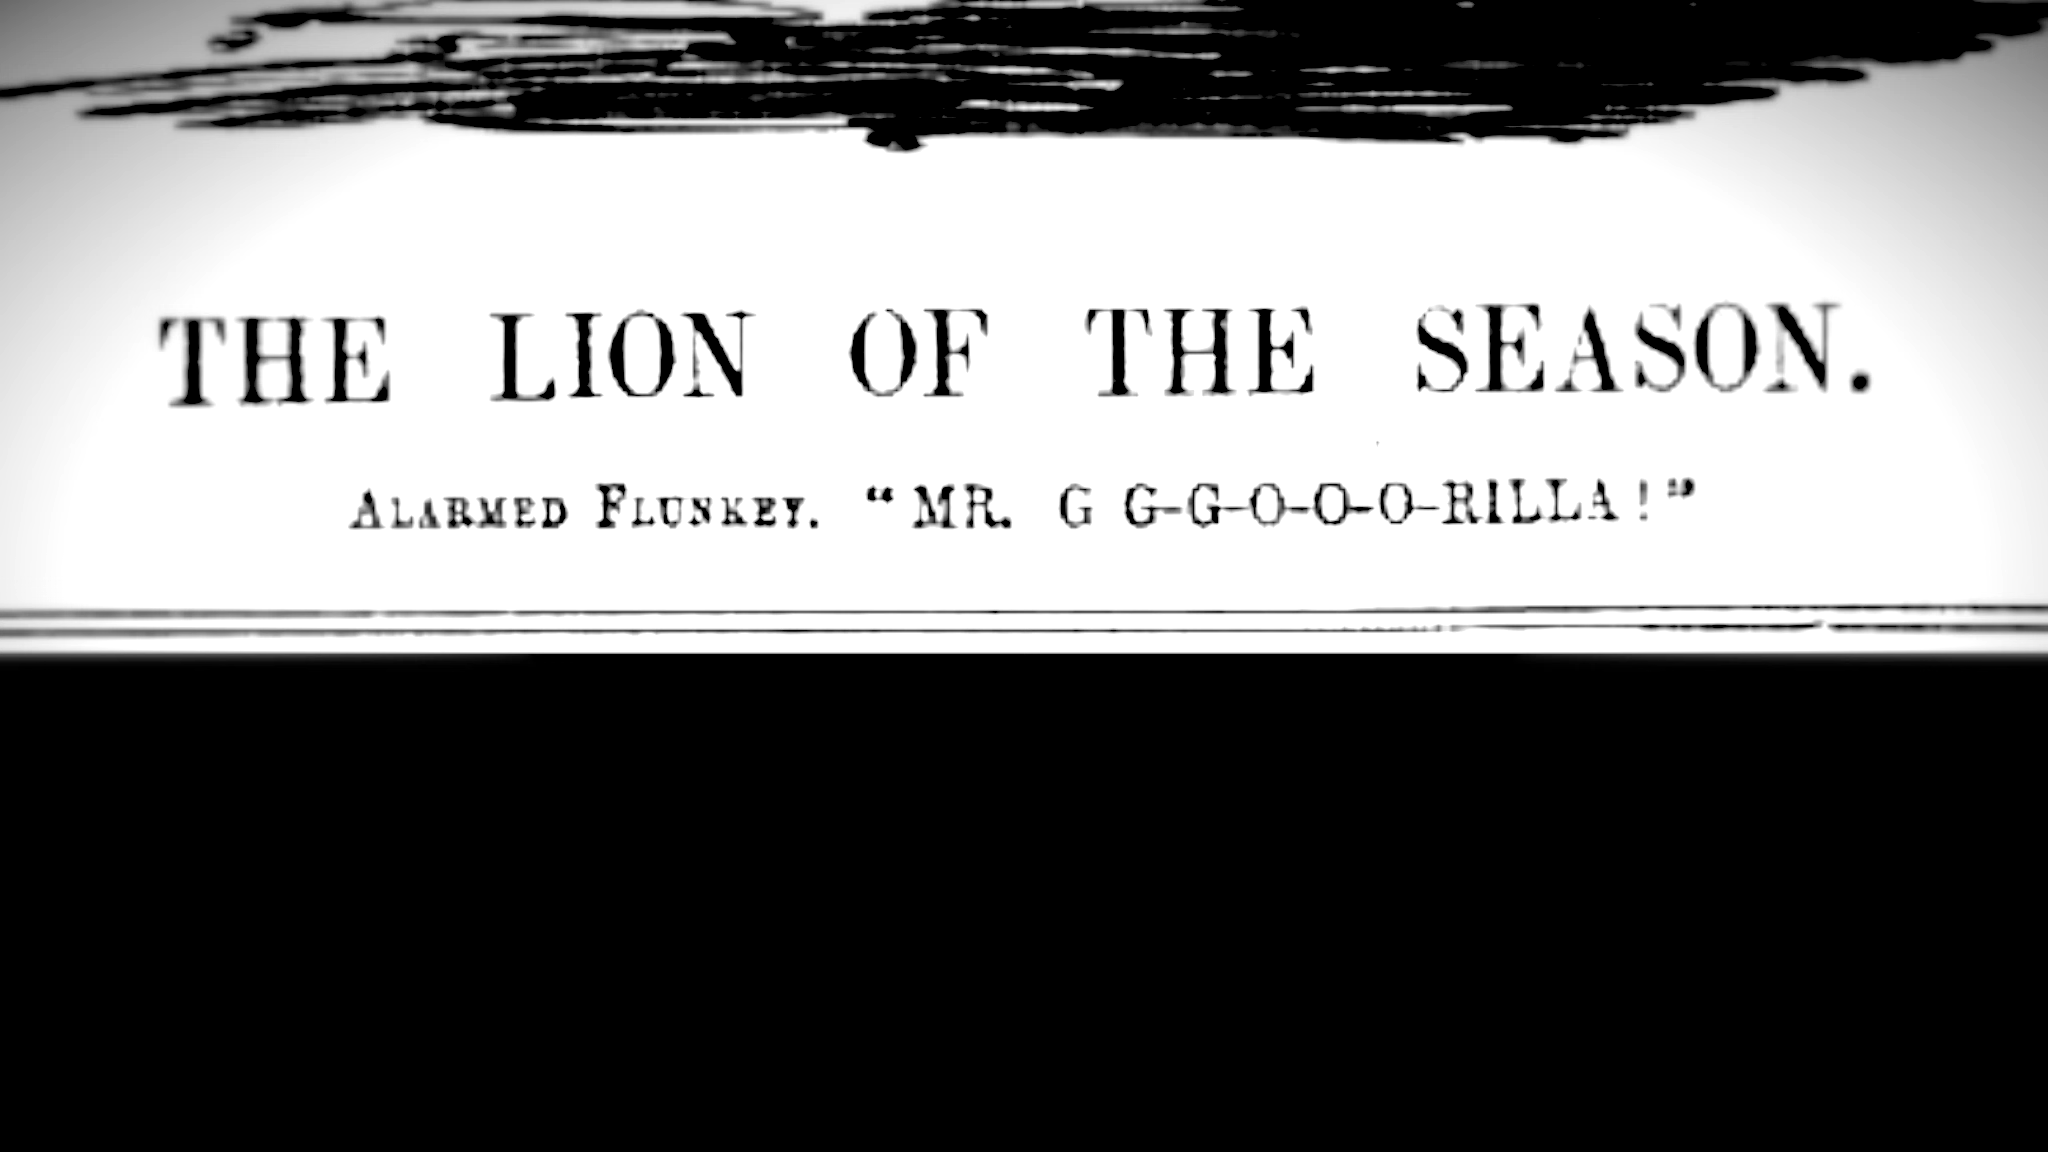 THE LION OF THE SEASON.
ALARMED FLUNKEY. “MR. G G-G-O-O-O-RILLA!”